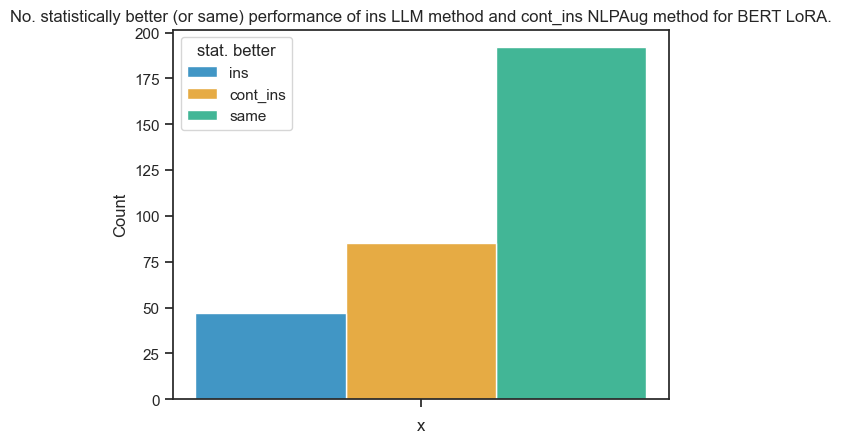 No. statistically better (or same) performance of ins LLM method and cont_ins NLPAug method for BERT LoRA.
200
175
150
125
100
75
50
25
0
Count
stat. better
ins
cont_ins
same
x